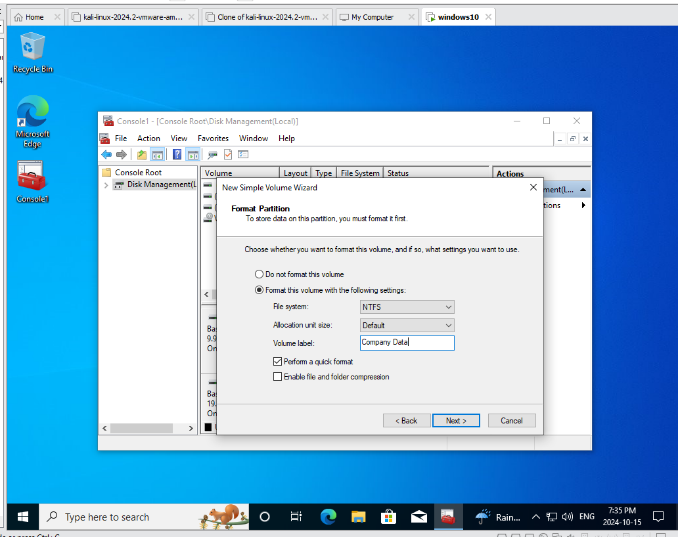 Home
kali-linux-2024.2-vmware-am...
Clone of kali-linux-2024.2-vm...
My Computer
windows10
Recycle Bin
Microsoft
Edge
Console1
Console1 - [Console Root\Disk Management(Local)]
File Action View Favorites Window Help
Console Root
Disk Management(L
Volume Layout Type File System Status
Actions
ment(L...
tions
New Simple Volume Wizard
Format Partition
To store data on this partition, you must format it first.
Choose whether you want to format this volume, and if so, what settings you want to use.
Do not format this volume
Format this volume with the following settings:
File system: NTFS
Allocation unit size: Default
Volume label: Company Data
Perform a quick format
Enable file and folder compression
< Back Next > Cancel
Ba
9.9
On
Ba
19.
On
Type here to search
Rain...
ENG
7:35 PM
2024-10-15